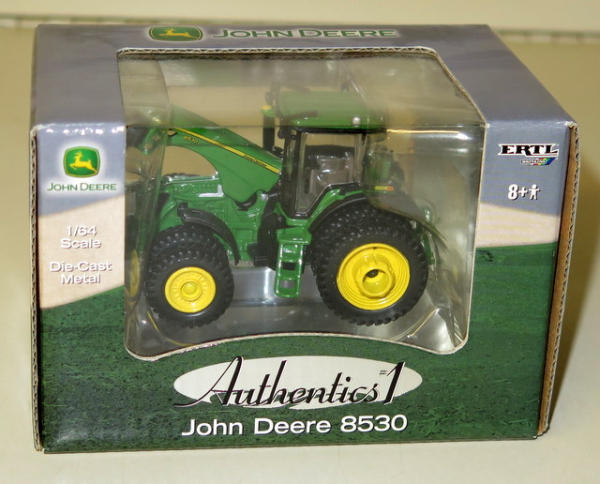 JOHN DEERE
JOHN DEERE
1/64
Scale
Die-Cast
Metal
ERTL
8+
Authentics #1
John Deere 8530